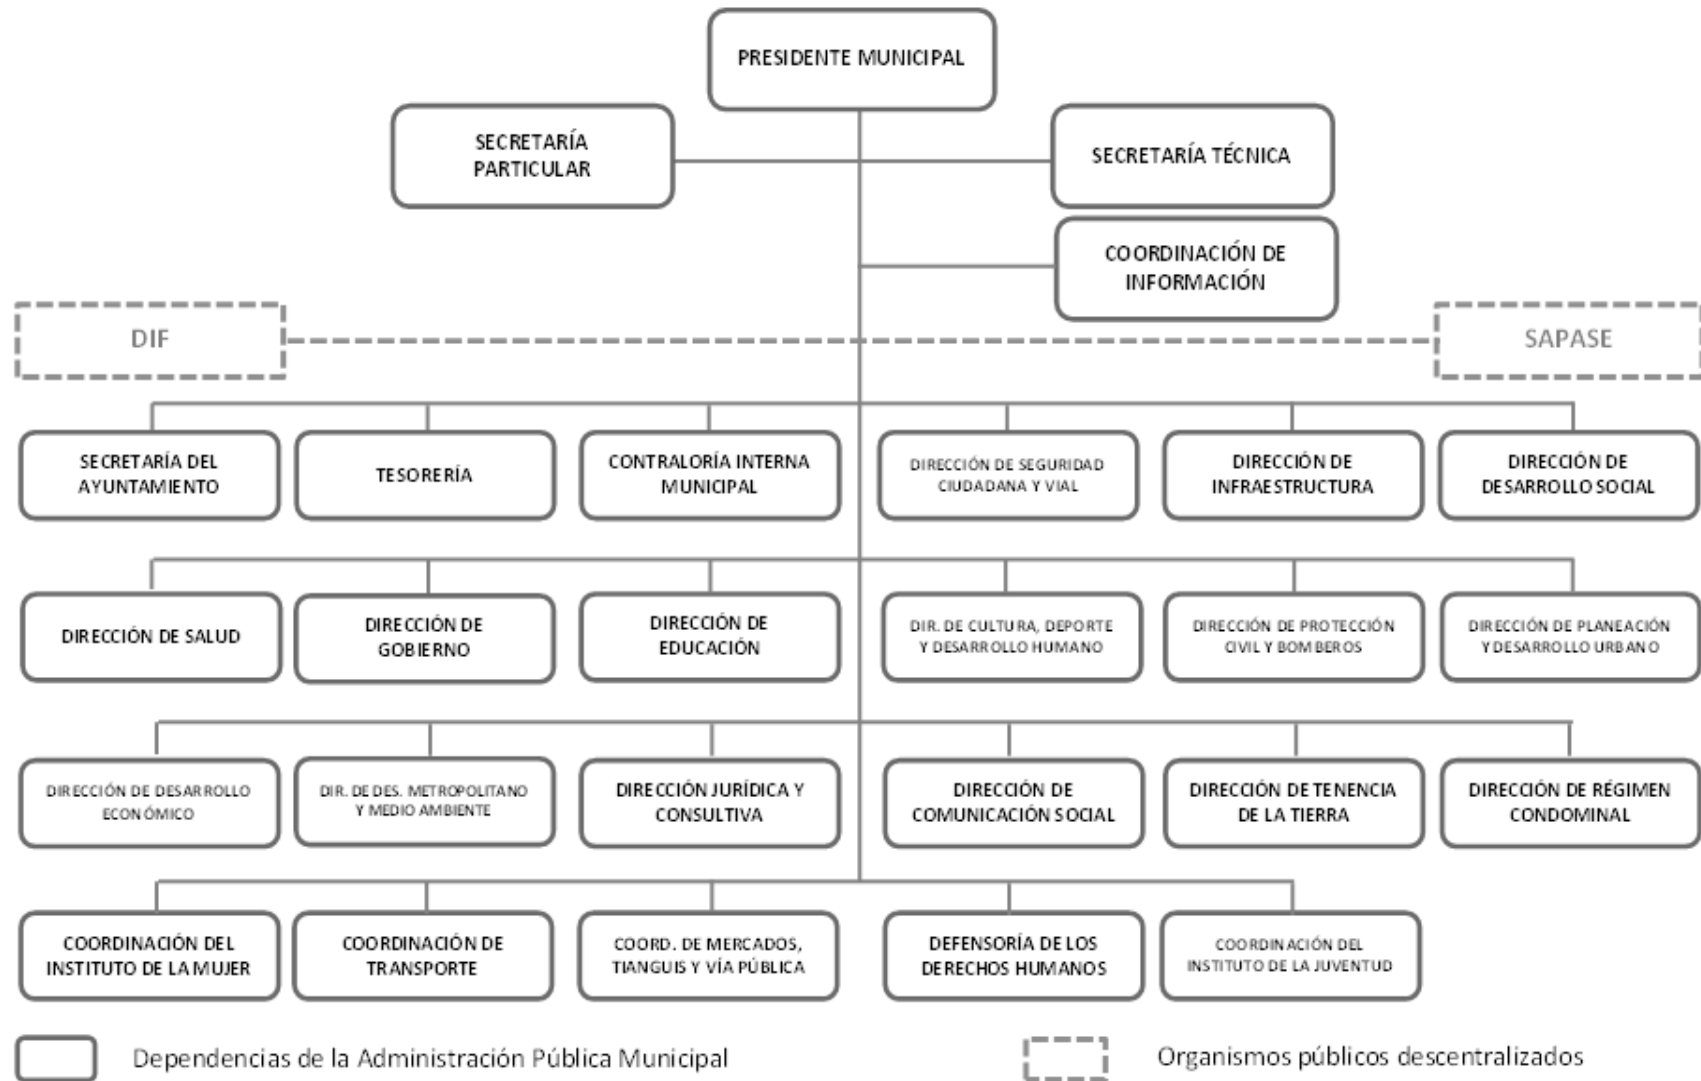 PRESIDENTE MUNICIPAL
SECRETARÍA
PARTICULAR
SECRETARÍA TÉCNICA
COORDINACIÓN DE
INFORMACIÓN
DIF
SAPASE
SECRETARÍA DEL
AYUNTAMIENTO
TESORERÍA
CONTRALORÍA INTERNA
MUNICIPAL
DIRECCIÓN DE SEGURIDAD
CIUDADANA Y VIAL
DIRECCIÓN DE
INFRAESTRUCTURA
DIRECCIÓN DE
DESARROLLO SOCIAL
DIRECCIÓN DE SALUD
DIRECCIÓN DE
GOBIERNO
DIRECCIÓN DE
EDUCACIÓN
DIR. DE CULTURA, DEPORTE
Y DESARROLLO HUMANO
DIRECCIÓN DE PROTECCIÓN
CIVIL Y BOMBEROS
DIRECCIÓN DE PLANEACIÓN
Y DESARROLLO URBANO
DIRECCIÓN DE DESARROLLO
ECONÓMICO
DIR. DE DES. METROPOLITANO
Y MEDIO AMBIENTE
DIRECCIÓN JURÍDICA Y
CONSULTIVA
DIRECCIÓN DE
COMUNICACIÓN SOCIAL
DIRECCIÓN DE TENENCIA
DE LA TIERRA
DIRECCIÓN DE RÉGIMEN
CONDOMINAL
COORDINACIÓN DEL
INSTITUTO DE LA MUJER
COORDINACIÓN DE
TRANSPORTE
COORD. DE MERCADOS,
TIANGUIS Y VÍA PÚBLICA
DEFENSORÍA DE LOS
DERECHOS HUMANOS
COORDINACIÓN DEL
INSTITUTO DE LA JUVENTUD
Dependencias de la Administración Pública Municipal
Organismos públicos descentralizados